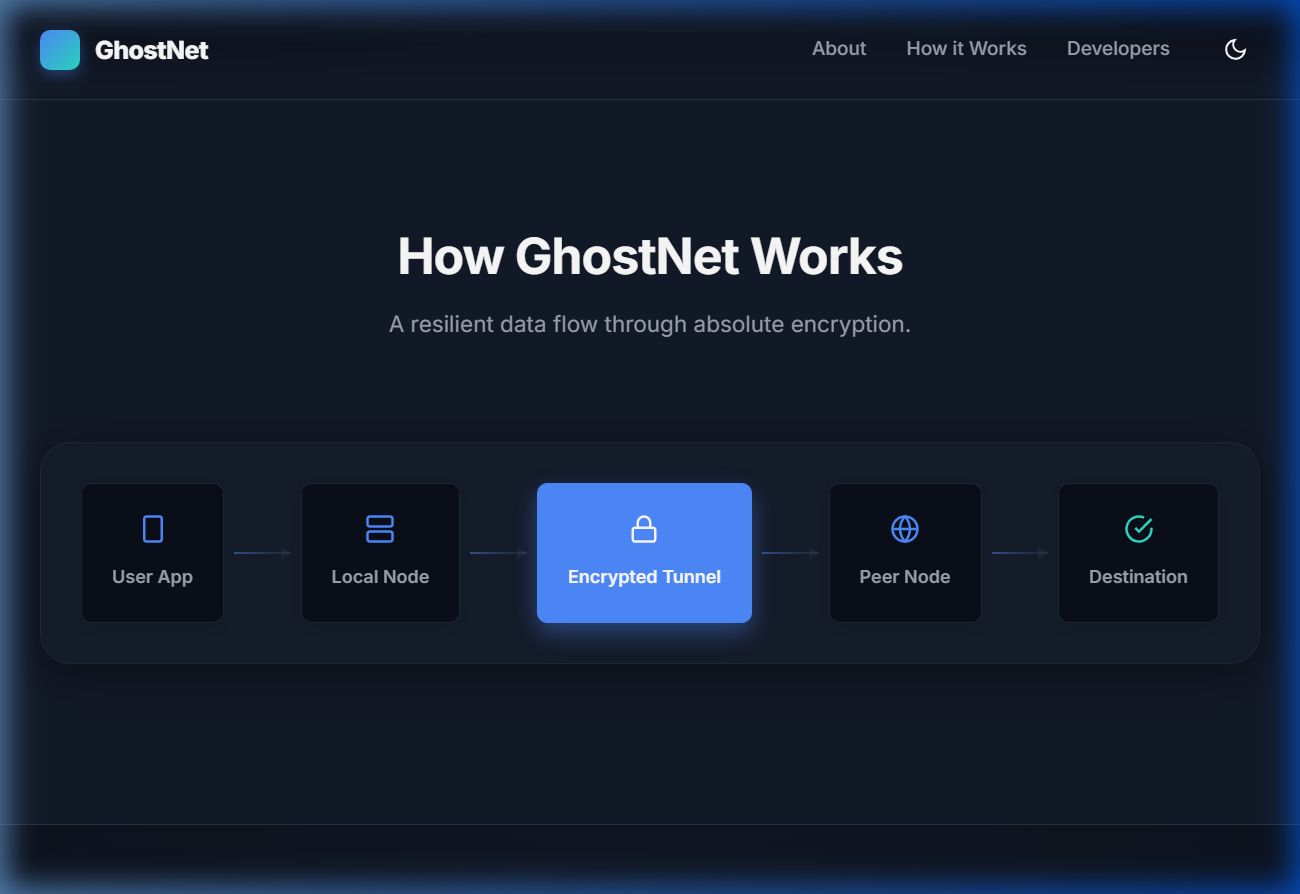 GhostNet
About How it Works Developers
How GhostNet Works
A resilient data flow through absolute encryption.
User App Local Node Encrypted Tunnel Peer Node Destination